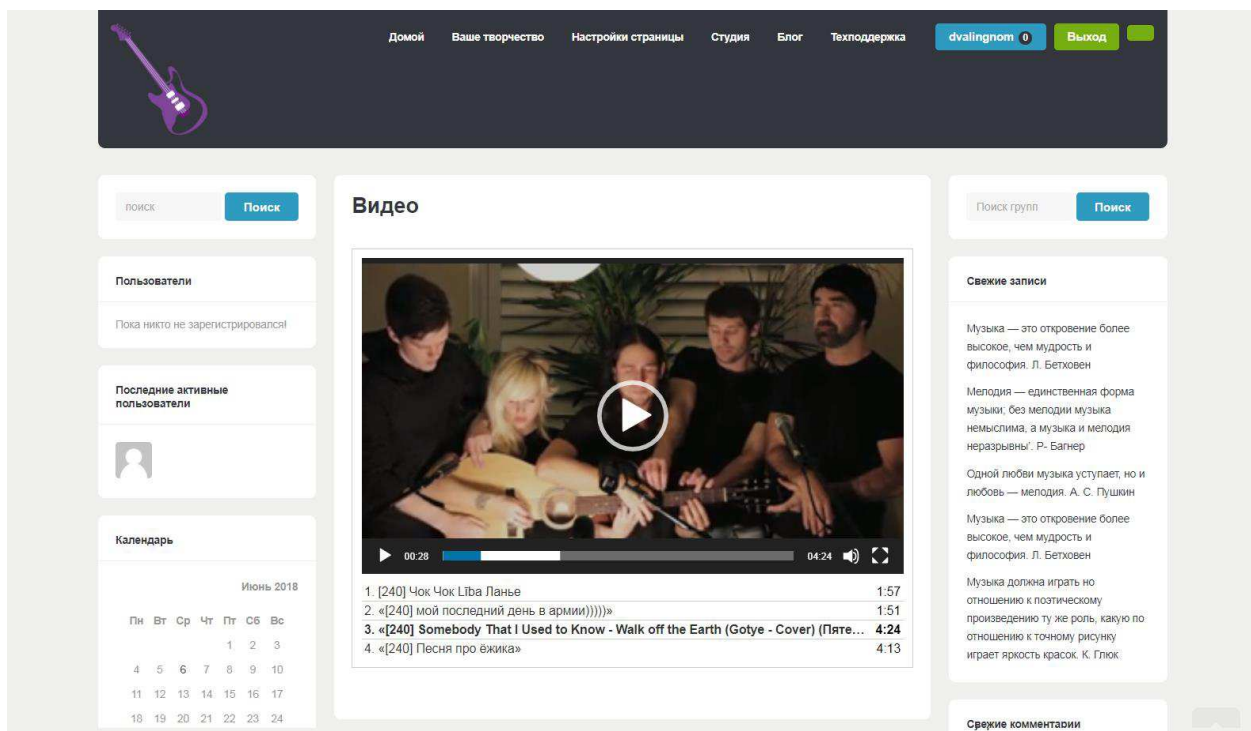 Домой Ваше творчество Настройки страницы Студия Блог Техподдержка dvalingnom 0 Выход
поиск Поиск
Пользователи
Пока никто не зарегистрировался!
Последние активные
пользователи
Календарь
Июнь 2018
Пн Вт Ср Чт Пт Сб Вс
1 2 3
4 5 6 7 8 9 10
11 12 13 14 15 16 17
18 19 20 21 22 23 24
Видео
00:28 04:24
1. [240] Чок Чок Lība Ланье 1:57
2. «[240] мой последний день в армии)))))» 1:51
3. «[240] Somebody That I Used to Know - Walk off the Earth (Gotye - Cover) (Пяте... 4:24
4. «[240] Песня про ёжика» 4:13
Поиск групп Поиск
Свежие записи
Музыка — это откровение более
высокое, чем мудрость и
философия. Л. Бетховен
Мелодия — единственная форма
музыки; без мелодии музыка
немыслима, а музыка и мелодия
неразрывны'. Р- Вагнер
Одной любви музыка уступает, но и
любовь — мелодия. А. С. Пушкин
Музыка — это откровение более
высокое, чем мудрость и
философия. Л. Бетховен
Музыка должна играть но
отношению к поэтическому
произведению ту же роль, какую по
отношению к точному рисунку
играет яркость красок. К. Глюк
Свежие комментарии